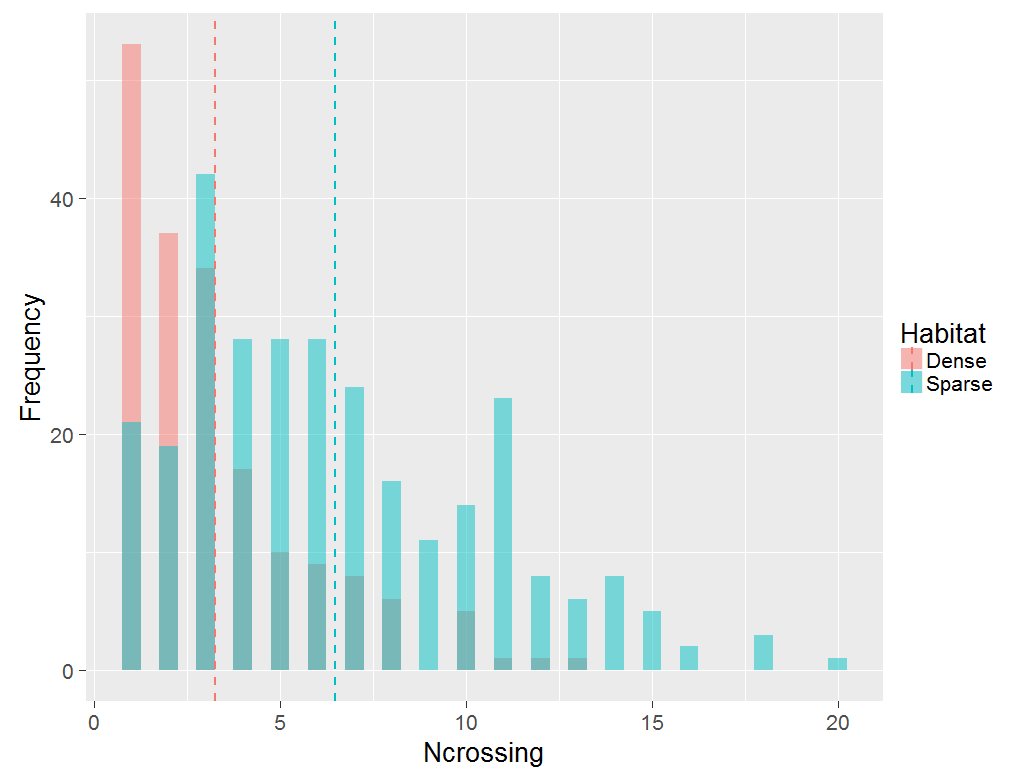 Frequency
40
20
0
0 5 10 15 20
Ncrossing
Habitat
Dense
Sparse